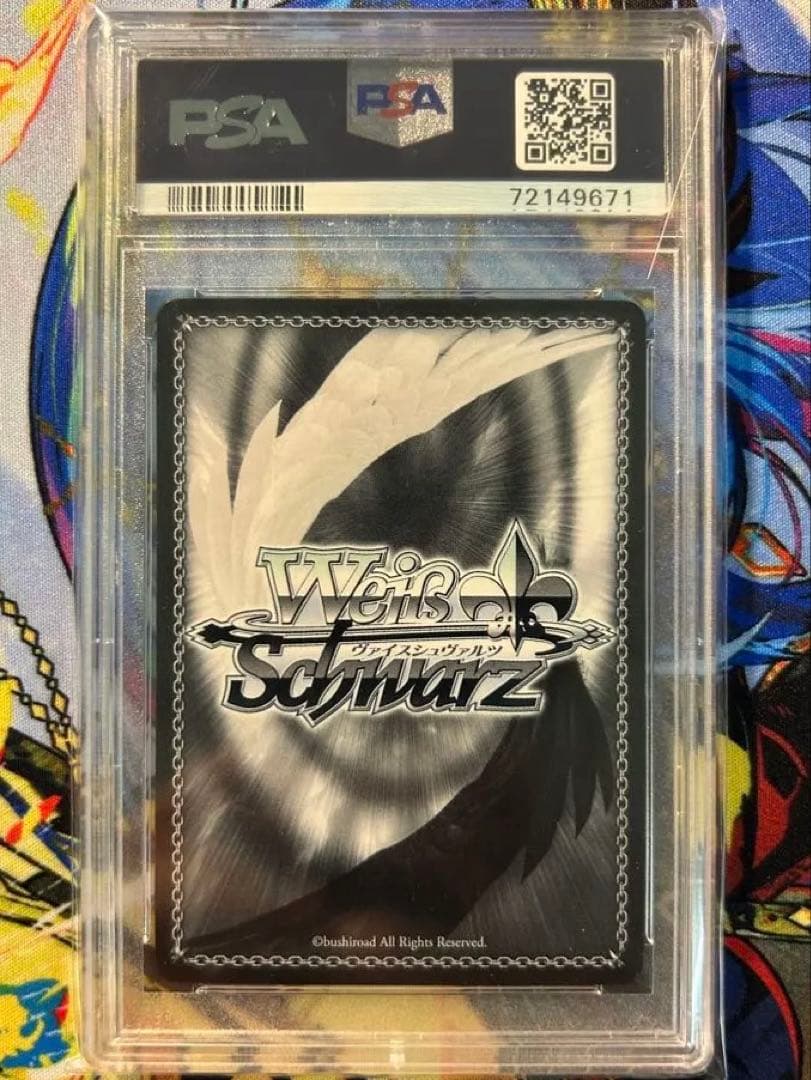 PSA PSA
72149671
Weiß
ヴァイスシュヴァルツ
Schwarz
©bushiroad All Rights Reserved.